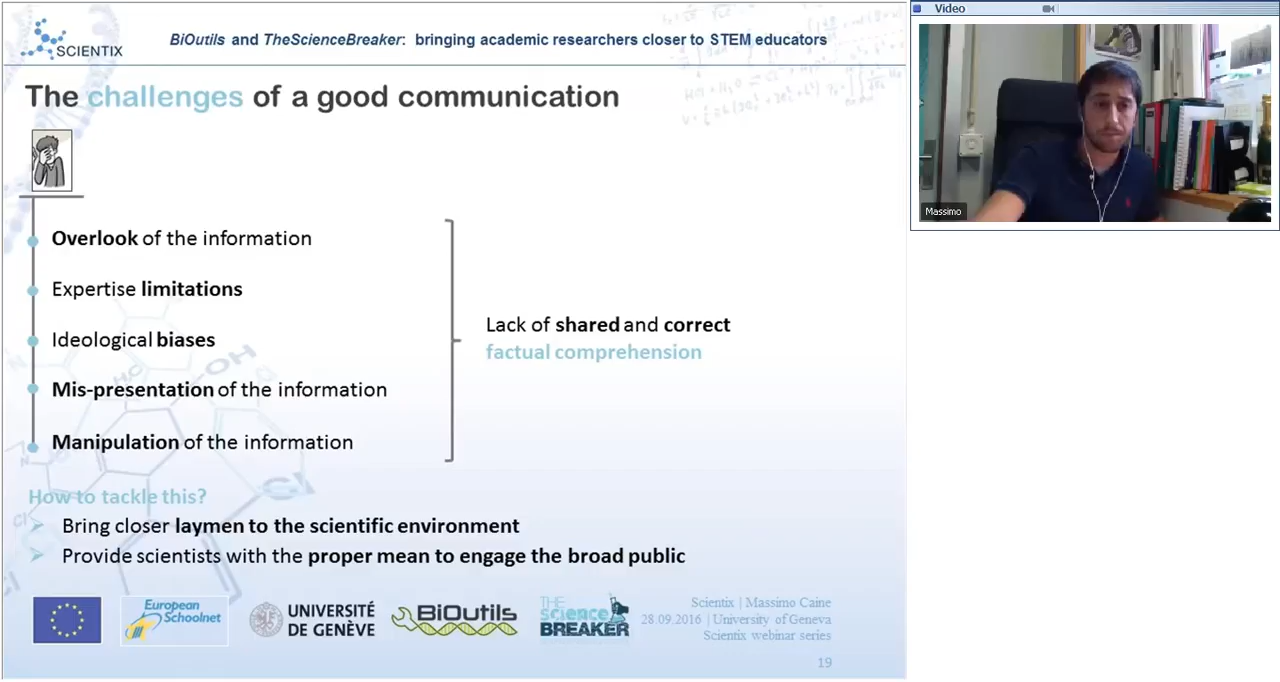 SCIENTIX
BiOutils and TheScienceBreaker: bringing academic researchers closer to STEM educators
The challenges of a good communication
Overlook of the information
Expertise limitations
Ideological biases
Mis-presentation of the information
Manipulation of the information
Lack of shared and correct
factual comprehension
How to tackle this?
Bring closer laymen to the scientific environment
Provide scientists with the proper mean to engage the broad public
European
Schoolnet
UNIVERSITÉ
DE GENÈVE
BiOutils
THE
science
BREAKER
Scientix | Massimo Caine
28.09.2016 | University of Geneva
Scientix webinar series
19
Video
Massimo